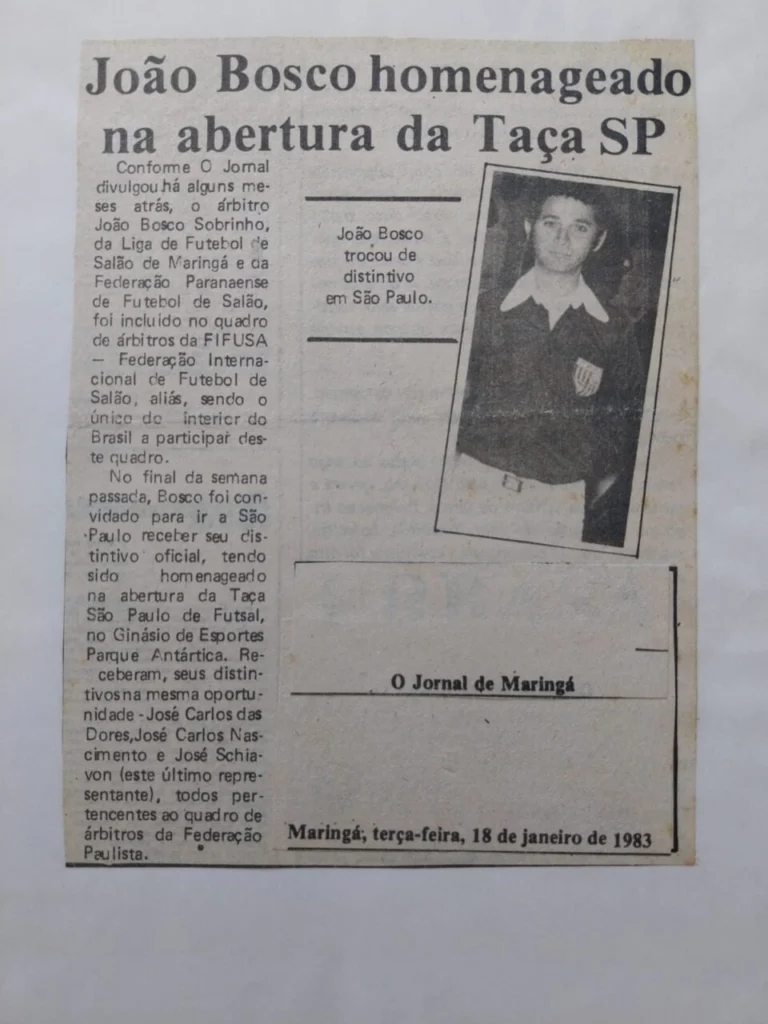 João Bosco homenageado
na abertura da Taça SP
Conforme O Jornal
divulgou há alguns me-
ses atrás, o árbitro
João Bosco Sobrinho,
da Liga de Futebol de
Salão de Maringá e da
Federação Paranaense
de Futebol de Salão,
foi incluido no quadro
de árbitros da FIFUSA
— Federação Interna-
cional de Futebol de
Salão, aliás, sendo o
único do interior do
Brasil a participar des-
te quadro.
No final da semana
passada, Bosco foi con-
vidado para ir a São
Paulo receber seu dis-
tintivo oficial, tendo
sido homenageado
na abertura da Taça
São Paulo de Futsal,
no Ginásio de Esportes
Parque Antártica. Re-
ceberam, seus distin-
tivos na mesma oportu-
nidade - José Carlos das
Dores, José Carlos Nas-
cimento e José Schia-
von (este último repre-
sentante), todos per-
tencentes ao quadro de
árbitros da Federação
Paulista.
João Bosco
trocou de
distintivo
em São Paulo.
O Jornal de Maringá
Maringá, terça-feira, 18 de janeiro de 1983